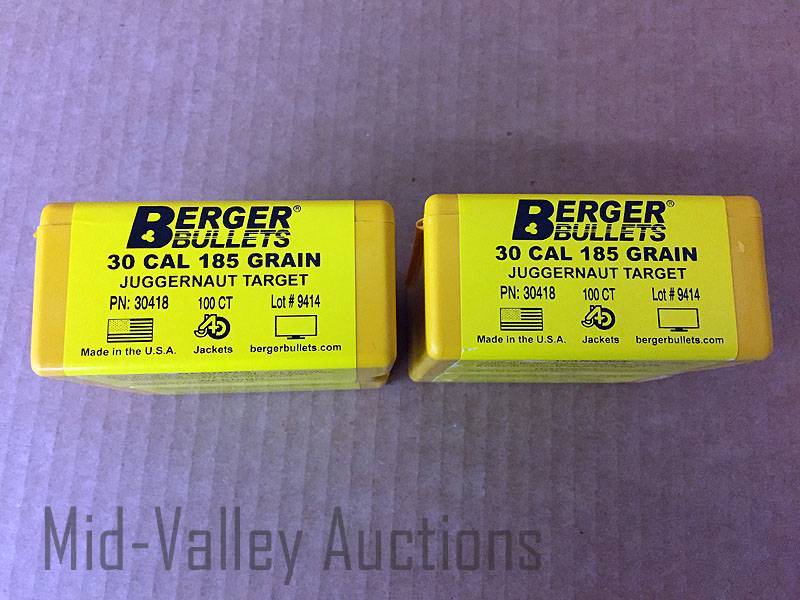 BERGER®
BULLETS
30 CAL 185 GRAIN
JUGGERNAUT TARGET
PN: 30418 100 CT Lot # 9414
Made in the U.S.A. Jackets bergerbullets.com
BERGER®
BULLETS
30 CAL 185 GRAIN
JUGGERNAUT TARGET
PN: 30418 100 CT Lot # 9414
Made in the U.S.A. Jackets bergerbullets.com
Mid-Valley Auctions